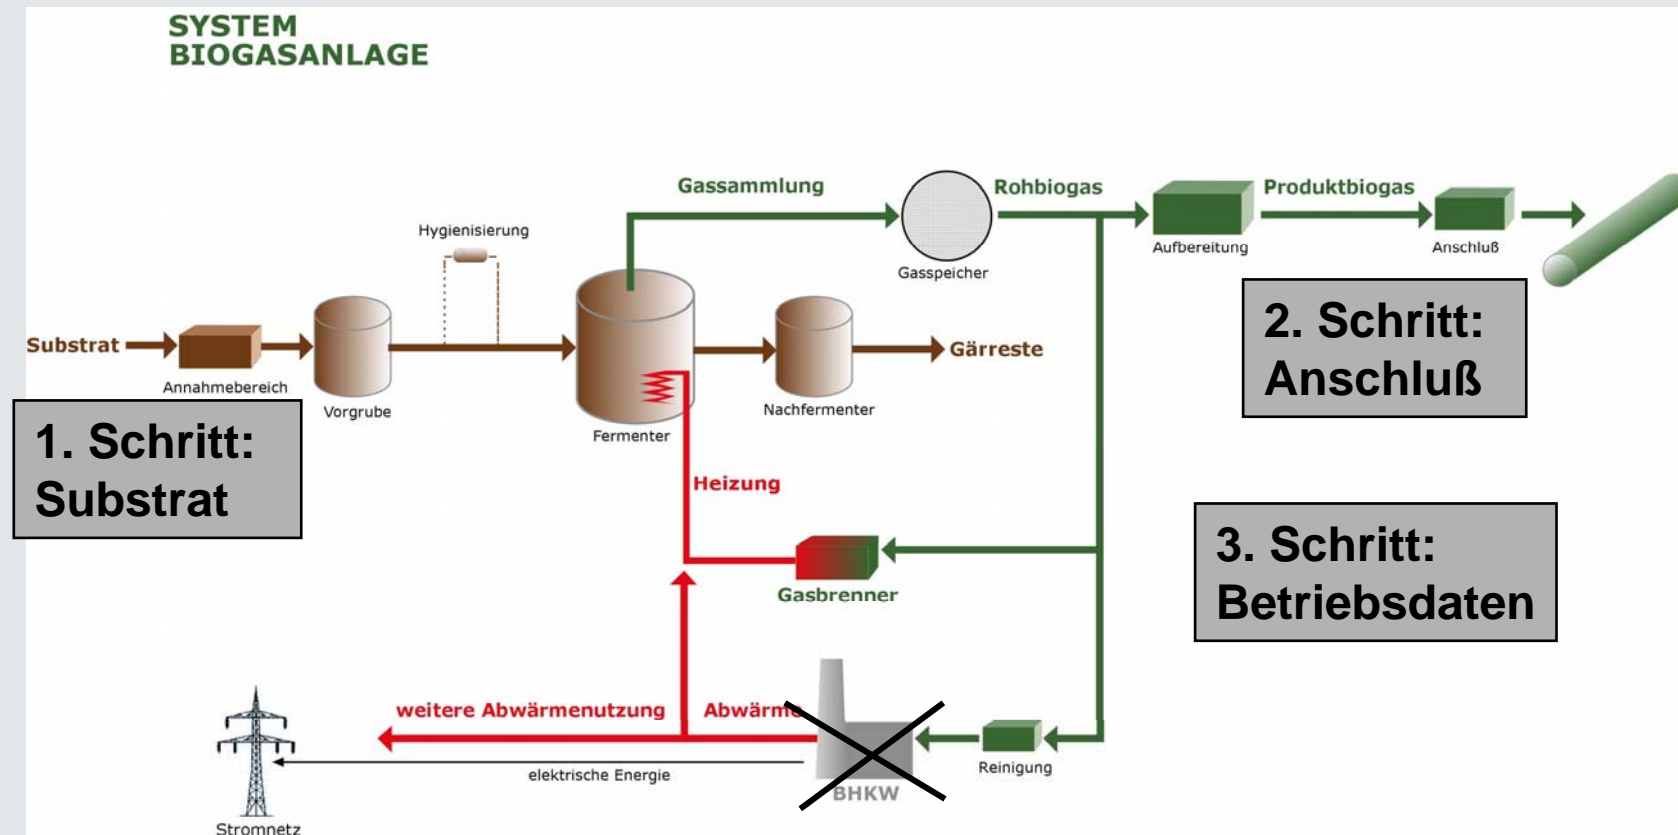 SYSTEM
BIOGASANLAGE
Gassammlung
Rohbiogas
Produktbiogas
Hygienisierung
Aufbereitung
Anschluß
Gasspeicher
Substrat
Gärreste
Annahmebereich
Vorgrube
Nachfermenter
Fermenter
2. Schritt:
Anschluß
1. Schritt:
Substrat
Heizung
3. Schritt:
Betriebsdaten
Gasbrenner
weitere Abwärmenutzung
Abwärme
elektrische Energie
Reinigung
BHKW
Stromnetz